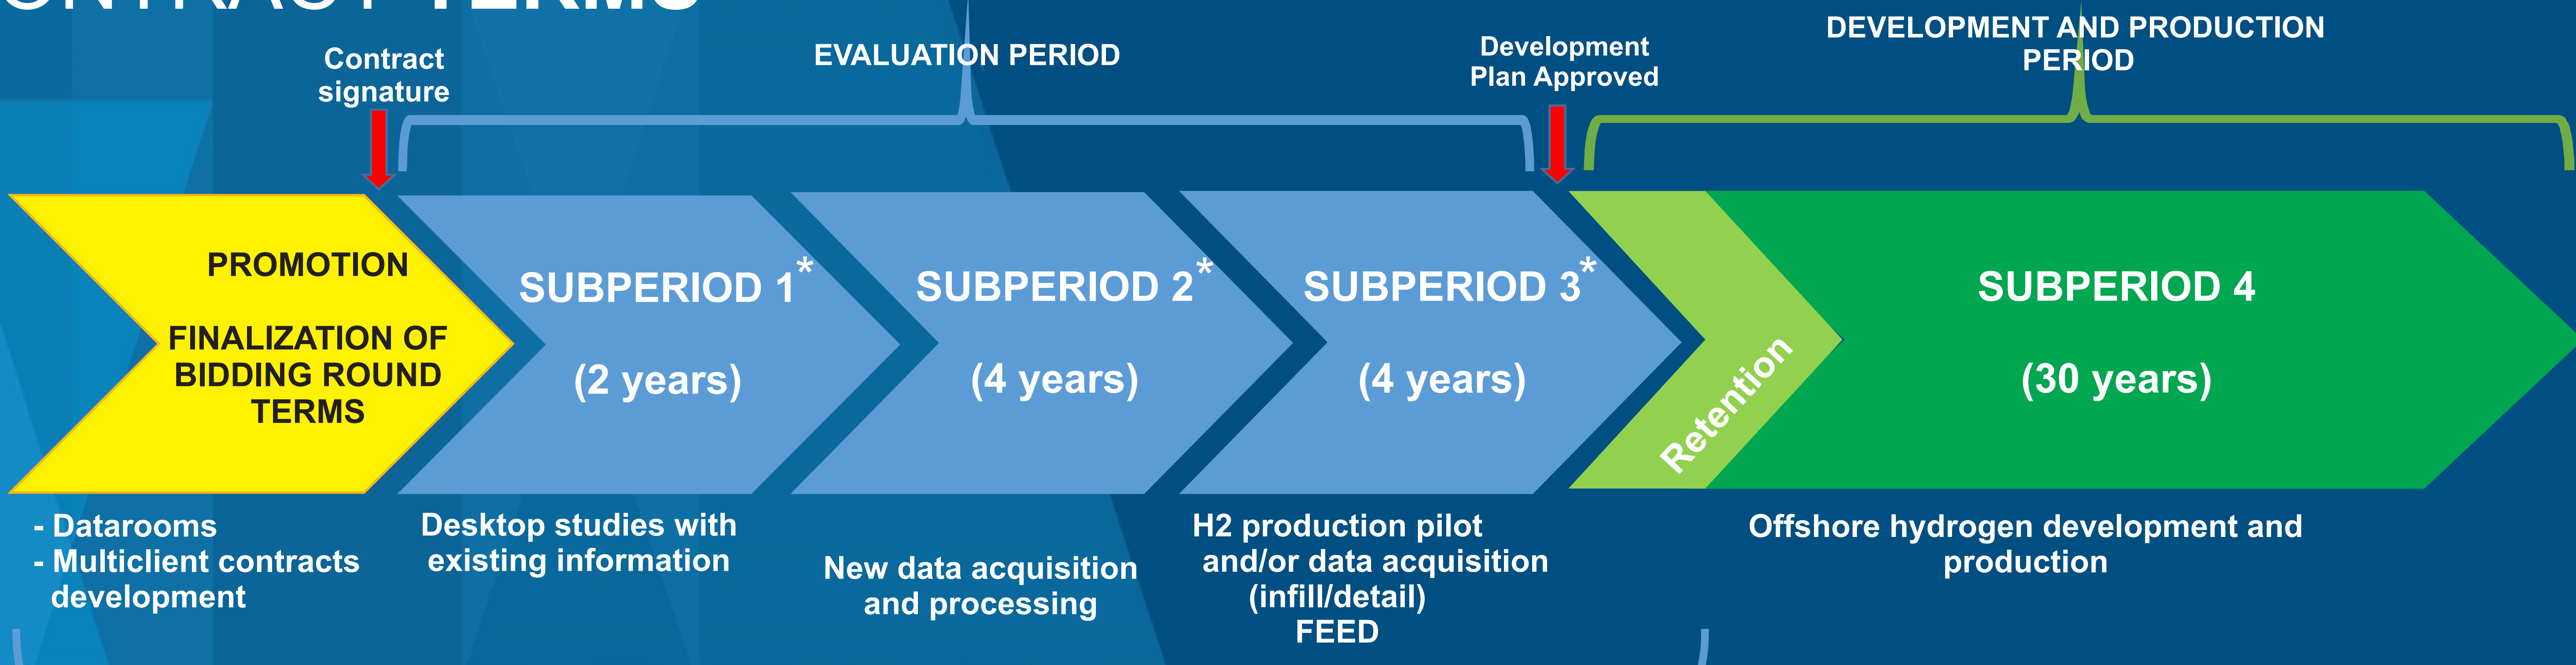 TERMS
EVALUATION PERIOD
DEVELOPMENT AND PRODUCTION
PERIOD
Contract
signature
Development
Plan Approved
PROMOTION
FINALIZATION OF
BIDDING ROUND
TERMS
SUBPERIOD 1*
(2 years)
SUBPERIOD 2*
(4 years)
SUBPERIOD 3*
(4 years)
Retention
SUBPERIOD 4
(30 years)
- Datarooms
- Multiclient contracts
development
Desktop studies with
existing information
New data acquisition
and processing
H2 production pilot
and/or data acquisition
(infill/detail)
FEED
Offshore hydrogen development and
production